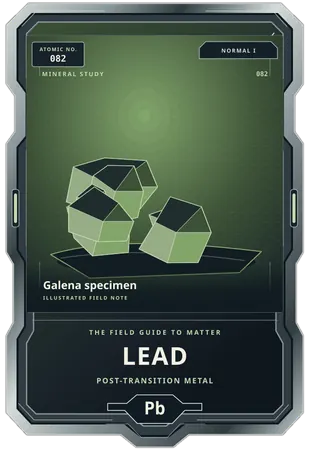 ATOMIC NO.
082
NORMAL I
MINERAL STUDY
082
Galena specimen
ILLUSTRATED FIELD NOTE
THE FIELD GUIDE TO MATTER
LEAD
POST-TRANSITION METAL
Pb